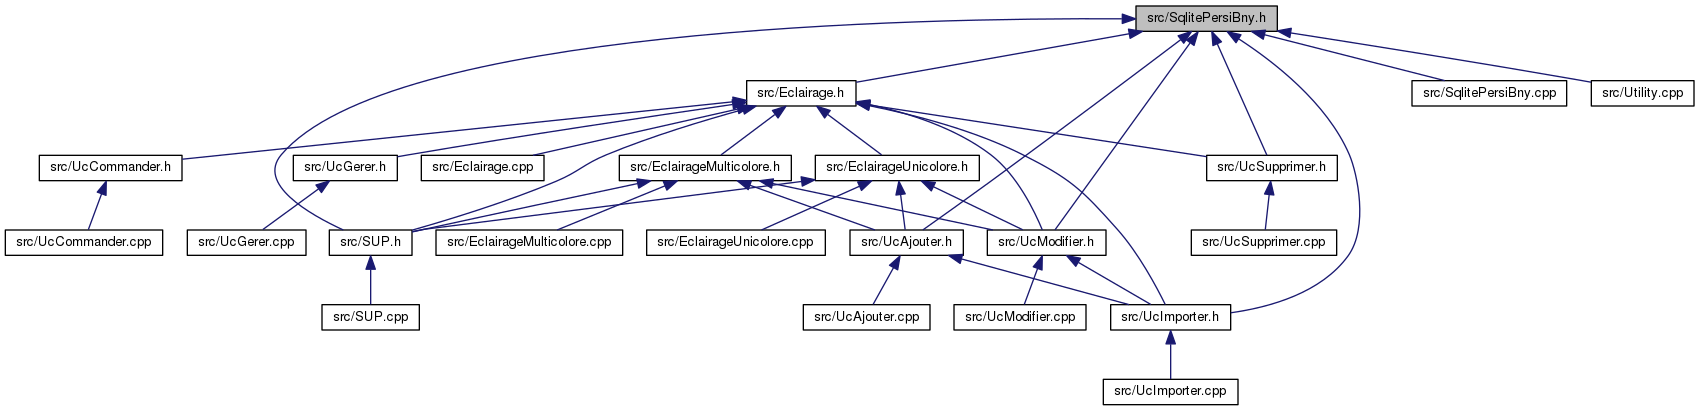 src/SqlitePersiBny.h
src/Eclairage.h
src/SqlitePersiBny.cpp
src/Utility.cpp
src/UcCommander.h
src/UcGerer.h
src/Eclairage.cpp
src/EclairageMulticolore.h
src/EclairageUnicolore.h
src/UcSupprimer.h
src/UcCommander.cpp
src/UcGerer.cpp
src/SUP.h
src/EclairageMulticolore.cpp
src/EclairageUnicolore.cpp
src/UcAjouter.h
src/UcModifier.h
src/UcSupprimer.cpp
src/SUP.cpp
src/UcAjouter.cpp
src/UcModifier.cpp
src/UcImporter.h
src/UcImporter.cpp